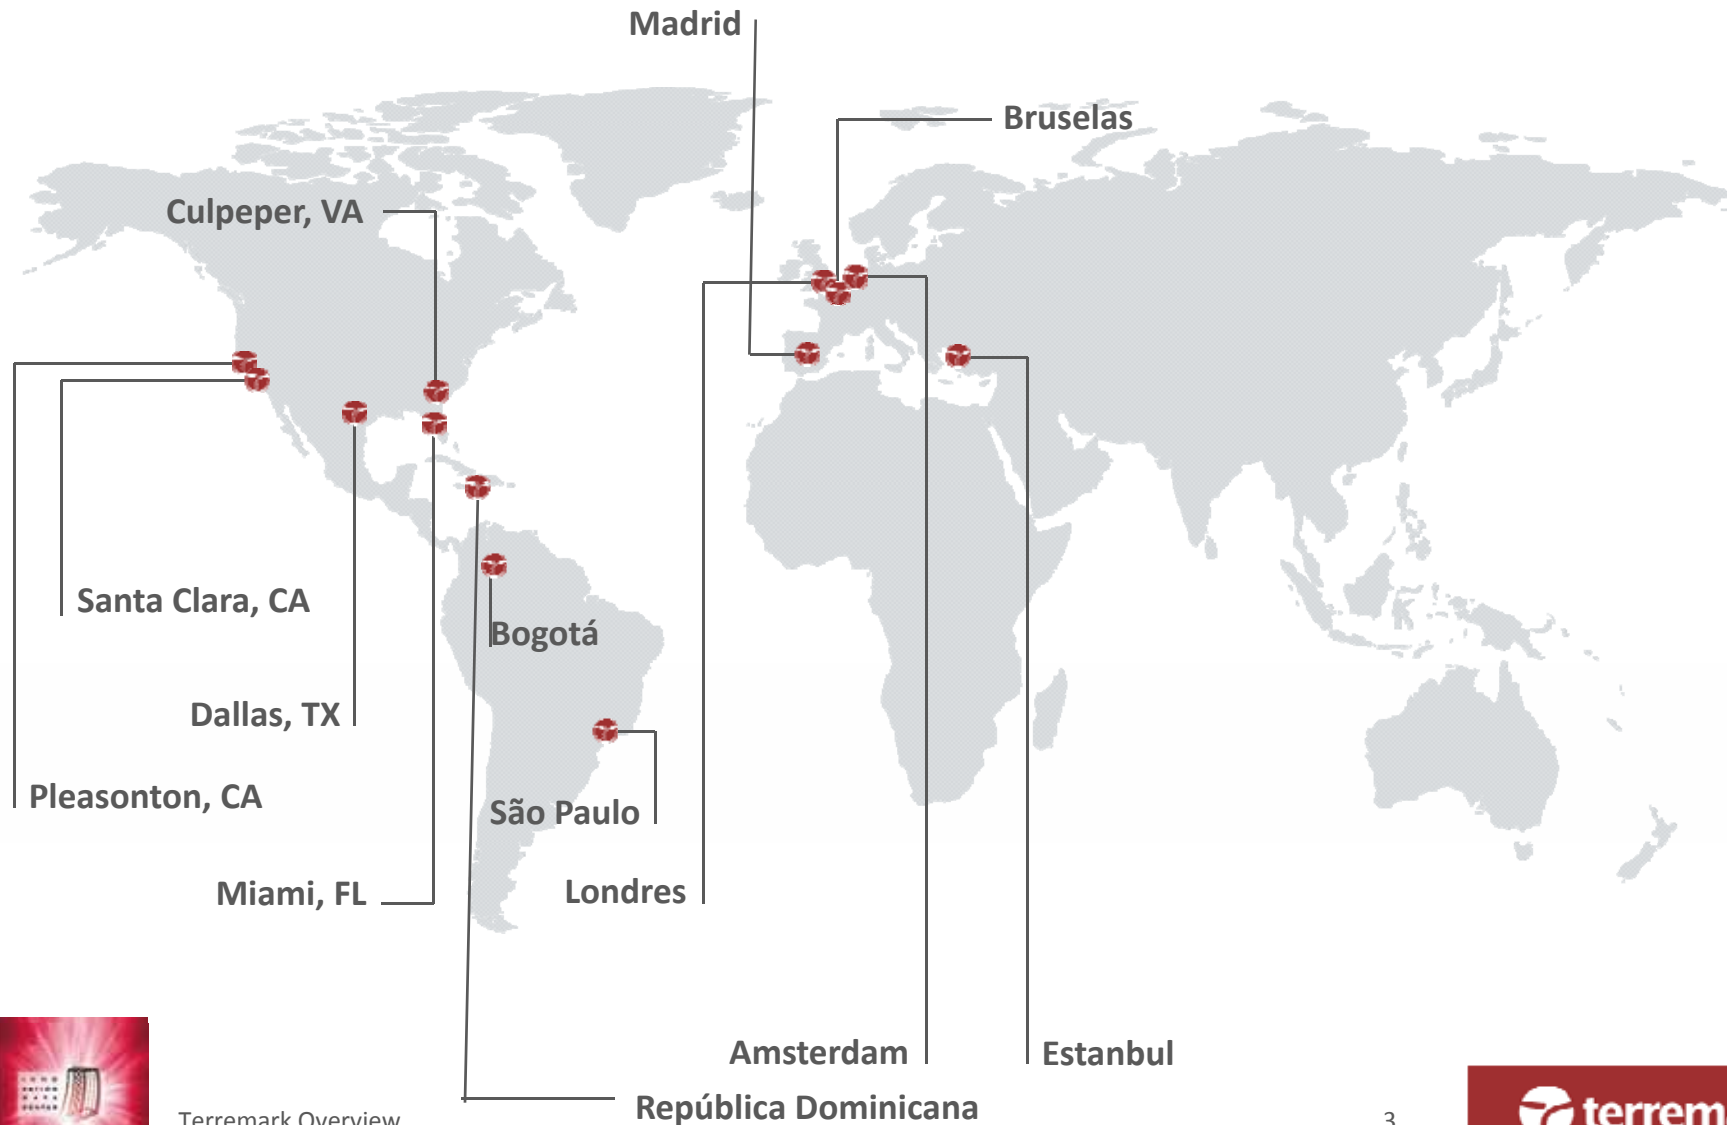 Madrid
Bruselas
Culpeper, VA
Santa Clara, CA
Bogotá
Dallas, TX
Pleasonton, CA
São Paulo
Miami, FL
Londres
Amsterdam
Estanbul
República Dominicana
Terremark Overview
3